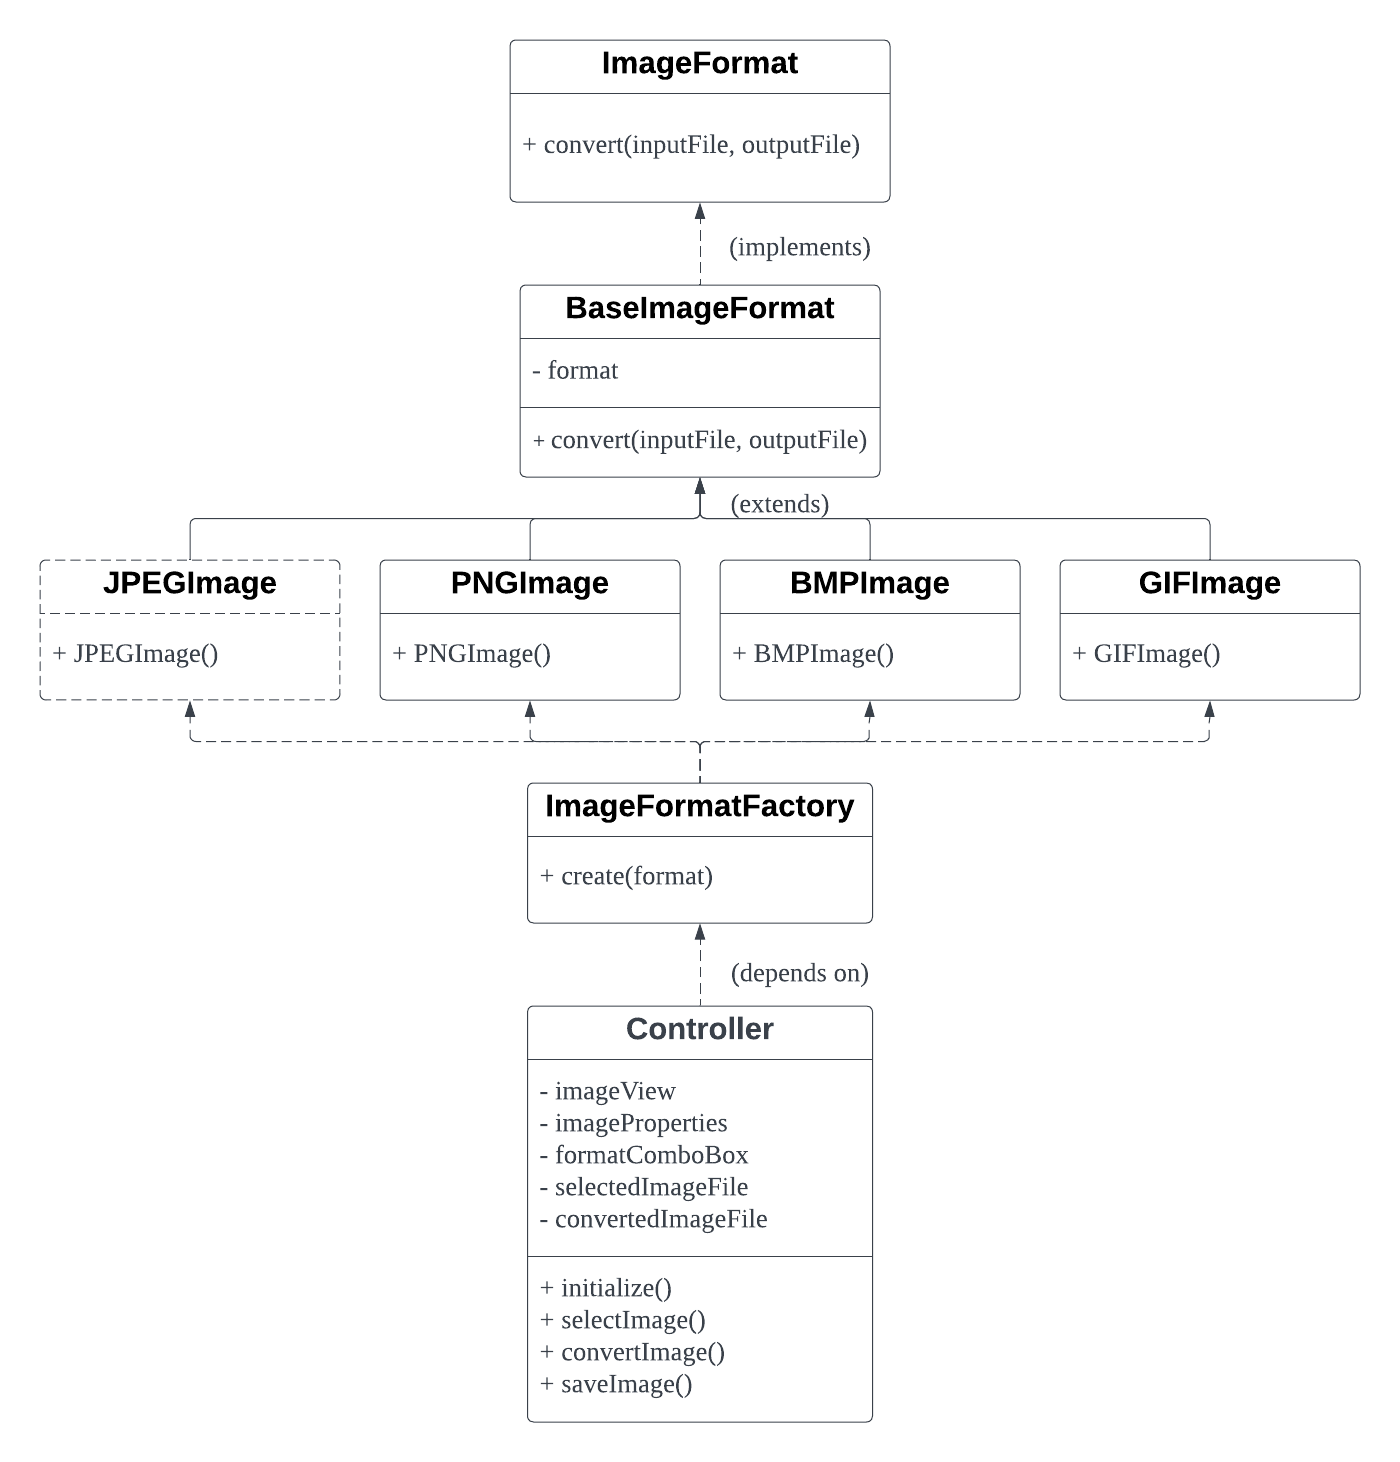 ImageFormat
+ convert(inputFile, outputFile)
(implements)
BaseImageFormat
- format
+ convert(inputFile, outputFile)
(extends)
JPEGImage
+ JPEGImage()
PNGImage
+ PNGImage()
BMPImage
+ BMPImage()
GIFImage
+ GIFImage()
ImageFormatFactory
+ create(format)
(depends on)
Controller
- imageView
- imageProperties
- formatComboBox
- selectedImageFile
- convertedImageFile
+ initialize()
+ selectImage()
+ convertImage()
+ saveImage()